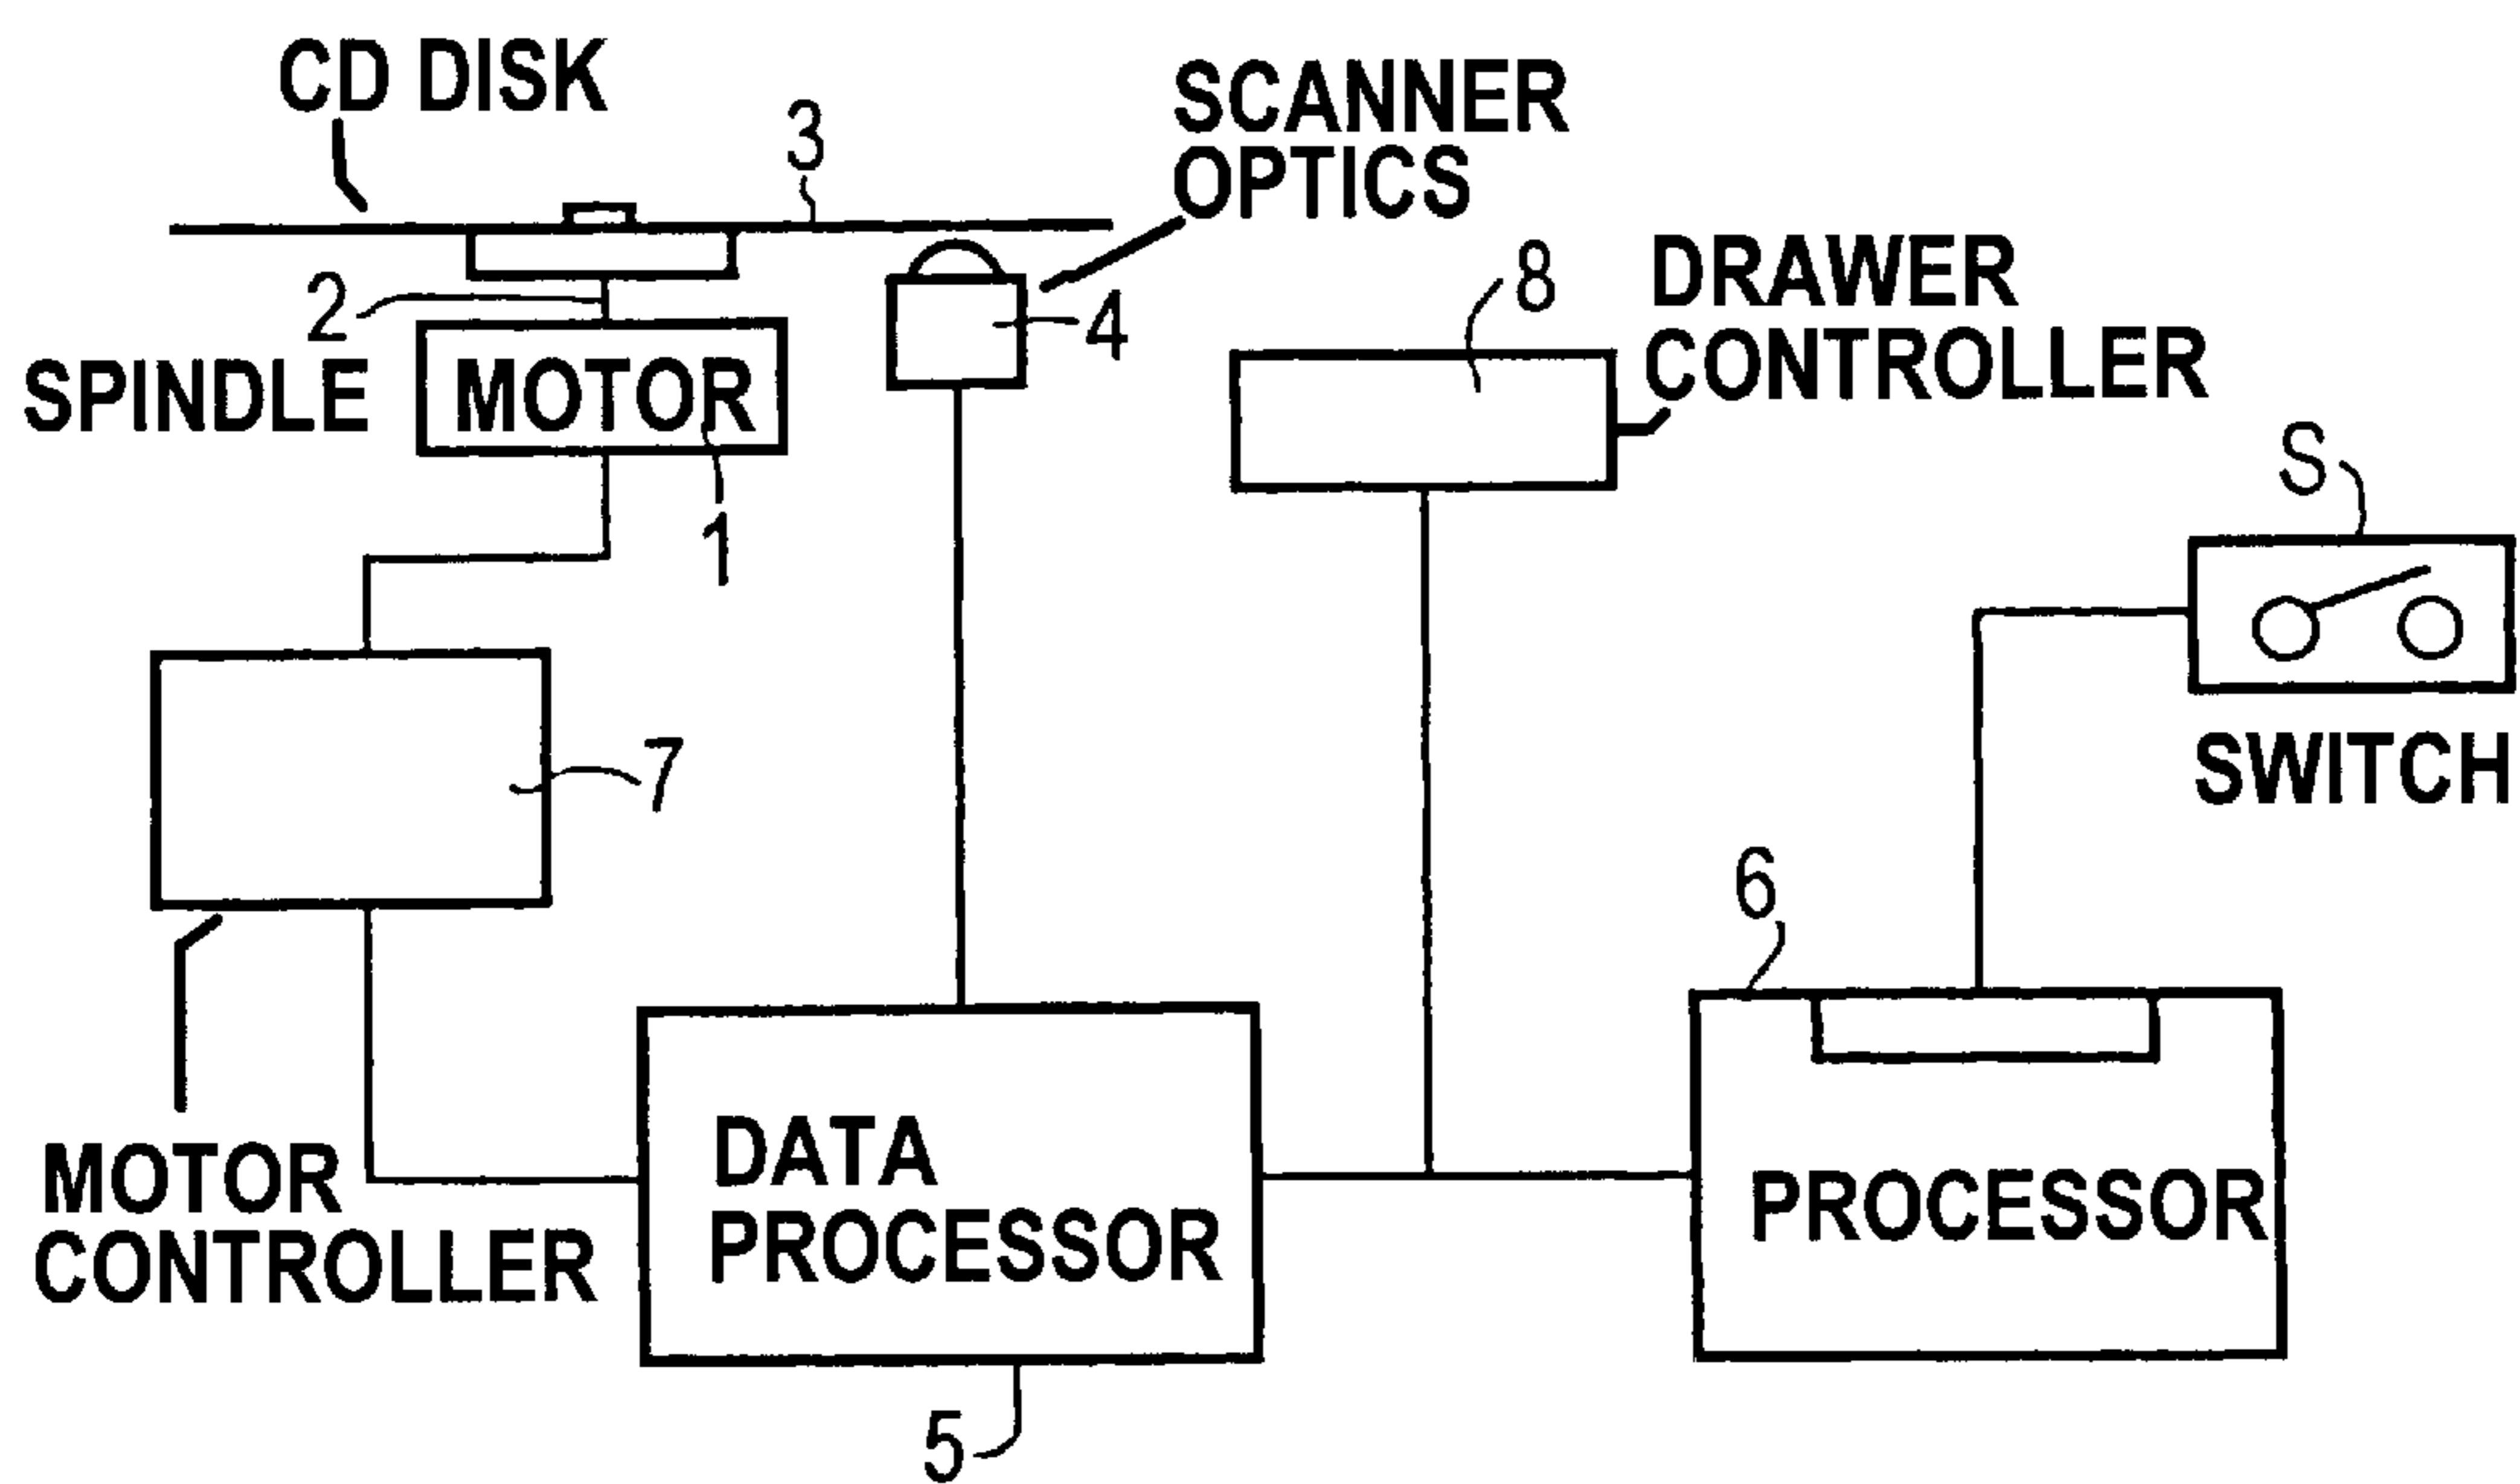 CD DISK
3
SCANNER
OPTICS
2
4
8
DRAWER
CONTROLLER
SPINDLE
MOTOR
1
S
SWITCH
7
6
MOTOR
CONTROLLER
DATA
PROCESSOR
PROCESSOR
5